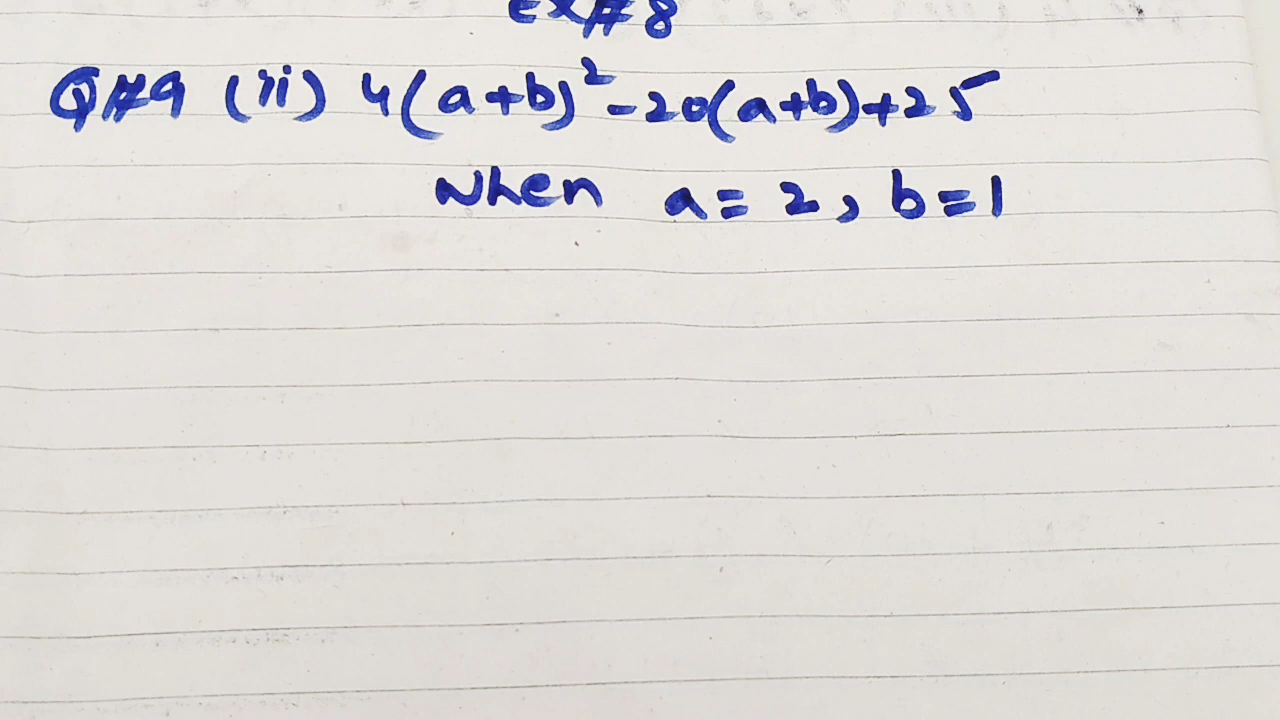 Ex#8
Q#9 (ii) 4(a+b)²-20(a+b)+25
When a=2, b=1